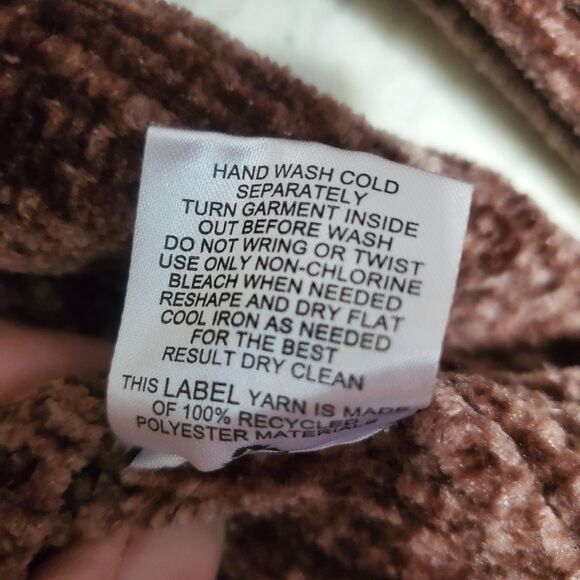 HAND WASH COLD
SEPARATELY
TURN GARMENT INSIDE
OUT BEFORE WASH
DO NOT WRING OR TWIST
USE ONLY NON-CHLORINE
BLEACH WHEN NEEDED
RESHAPE AND DRY FLAT
COOL IRON AS NEEDED
FOR THE BEST
RESULT DRY CLEAN
THIS LABEL YARN IS MADE
OF 100% RECYCLED
POLYESTER MATERIALS